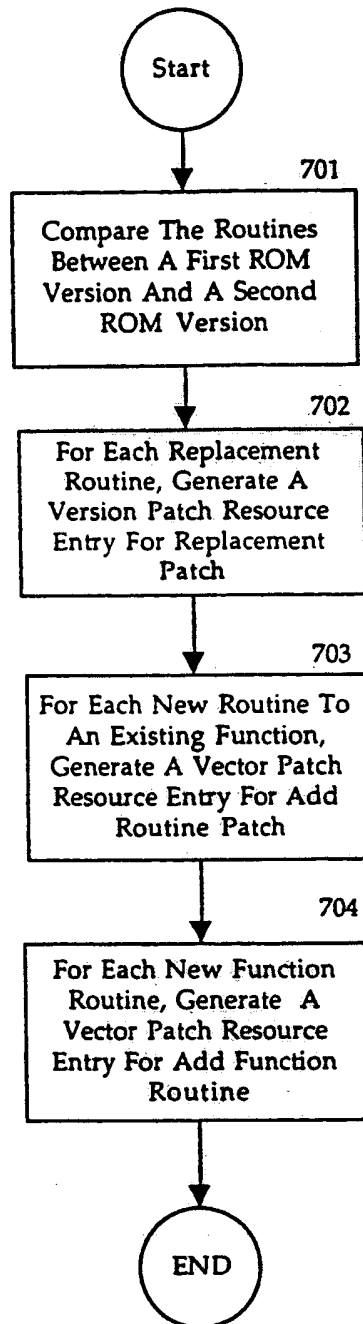 Start
701
Compare The Routines
Between A First ROM
Version And A Second
ROM Version
702
For Each Replacement
Routine, Generate A
Version Patch Resource
Entry For Replacement
Patch
703
For Each New Routine To
An Existing Function,
Generate A Vector Patch
Resource Entry For Add
Routine Patch
704
For Each New Function
Routine, Generate A
Vector Patch Resource
Entry For Add Function
Routine
END